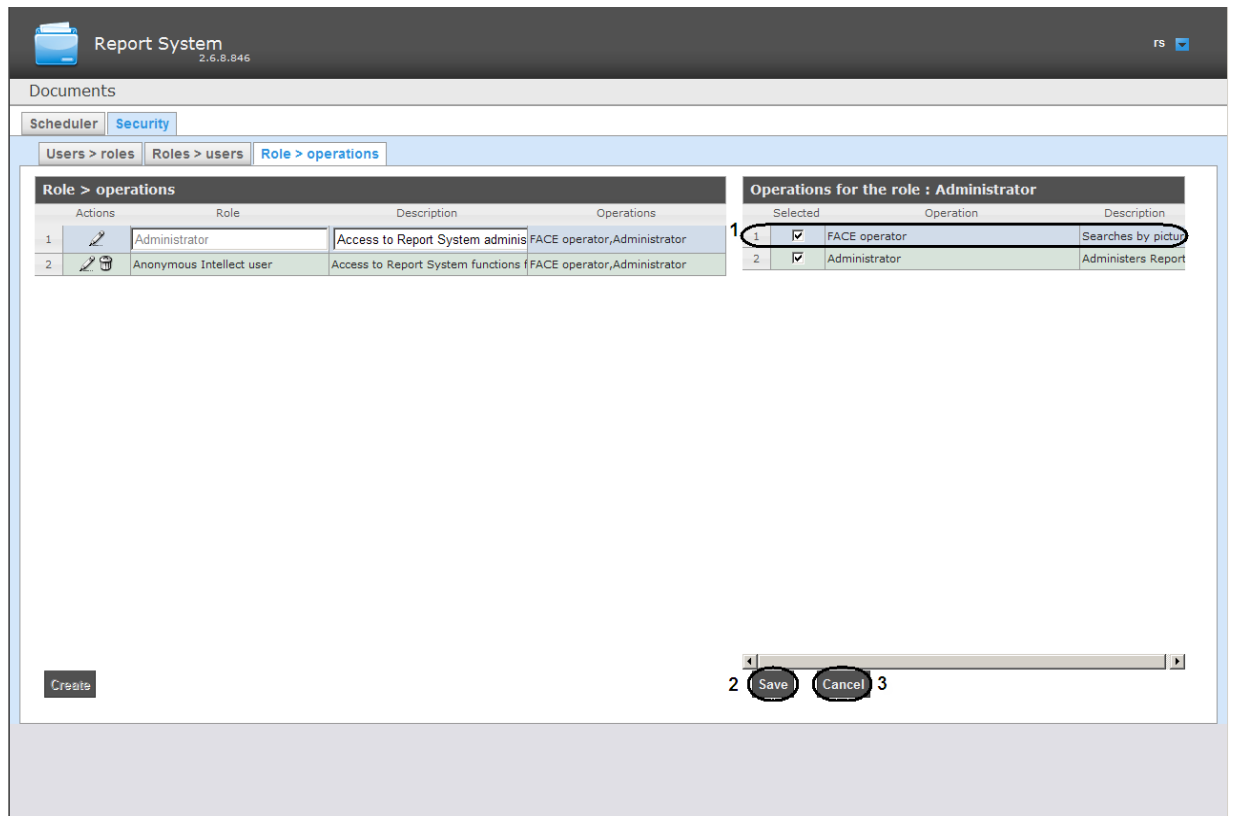 Report System
2.6.8.846
rs
Documents
Scheduler Security
Users > roles Roles > users Role > operations
Role > operations
Actions Role Description Operations
1 Administrator Access to Report System adminis FACE operator,Administrator
2 Anonymous Intellect user Access to Report System functions f FACE operator,Administrator
Operations for the role : Administrator
Selected Operation Description
1 1 FACE operator Searches by pictur
2 Administrator Administers Report
Create
2 Save Cancel 3